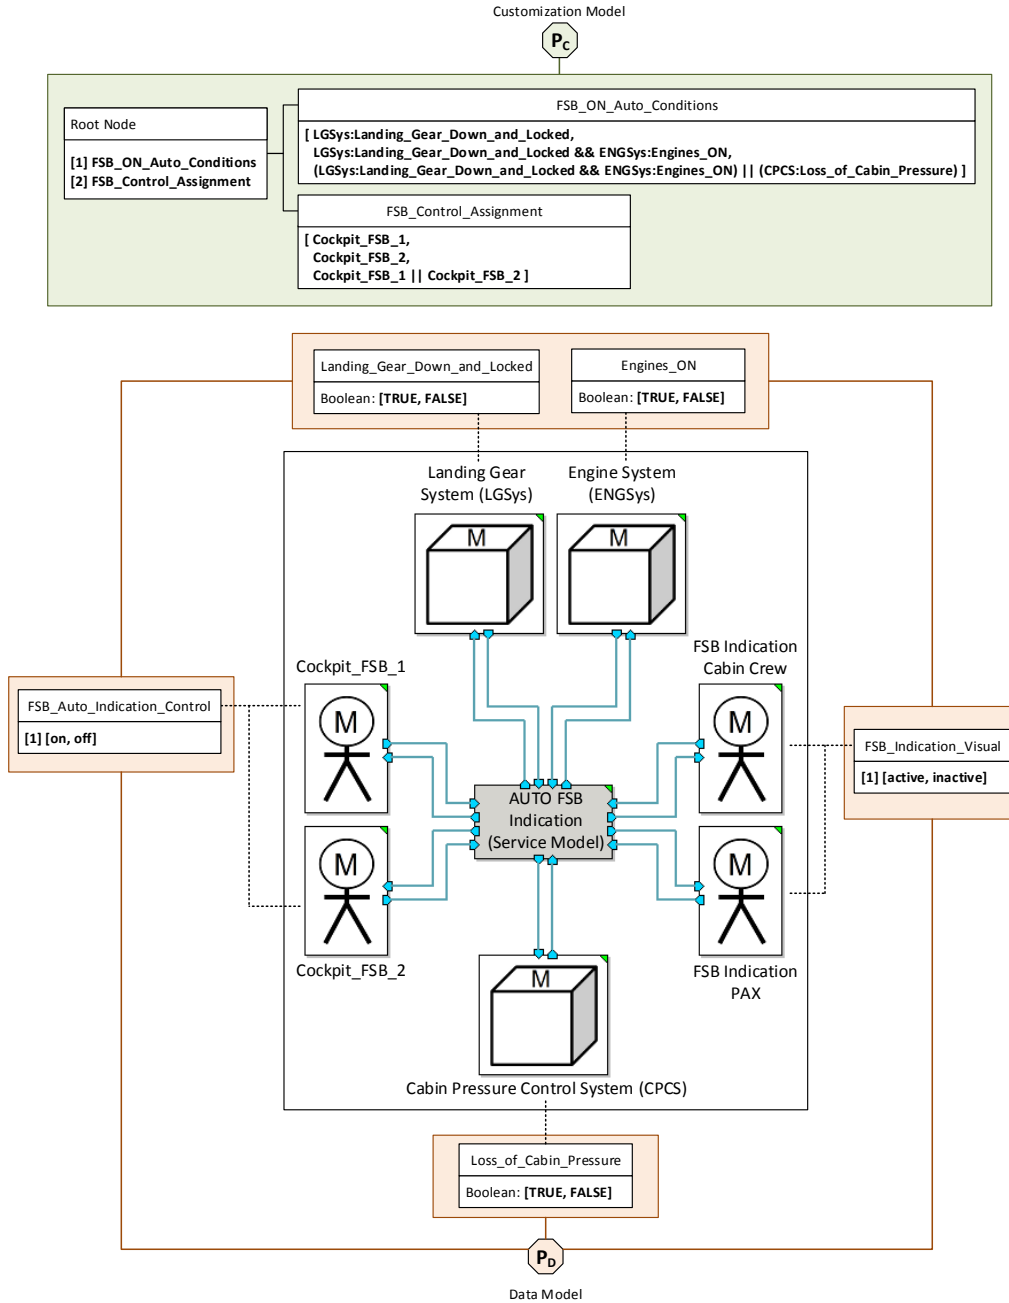 Customization Model
PC
Root Node
[1] FSB_ON_Auto_Conditions
[2] FSB_Control_Assignment
FSB_ON_Auto_Conditions
[ LGSys:Landing_Gear_Down_and_Locked,
LGSys:Landing_Gear_Down_and_Locked && ENGSys:Engines_ON,
(LGSys:Landing_Gear_Down_and_Locked && ENGSys:Engines_ON) || (CPCS:Loss_of_Cabin_Pressure) ]
FSB_Control_Assignment
[ Cockpit_FSB_1,
Cockpit_FSB_2,
Cockpit_FSB_1 || Cockpit_FSB_2 ]
Landing_Gear_Down_and_Locked
Boolean: [TRUE, FALSE]
Engines_ON
Boolean: [TRUE, FALSE]
Landing Gear
System (LGSys)
M
Engine System
(ENGSys)
M
Cockpit_FSB_1
M
FSB Indication
Cabin Crew
M
FSB_Auto_Indication_Control
[1] [on, off]
FSB_Indication_Visual
[1] [active, inactive]
AUTO FSB
Indication
(Service Model)
M
Cockpit_FSB_2
M
FSB Indication
PAX
M
Cabin Pressure Control System (CPCS)
Loss_of_Cabin_Pressure
Boolean: [TRUE, FALSE]
PD
Data Model